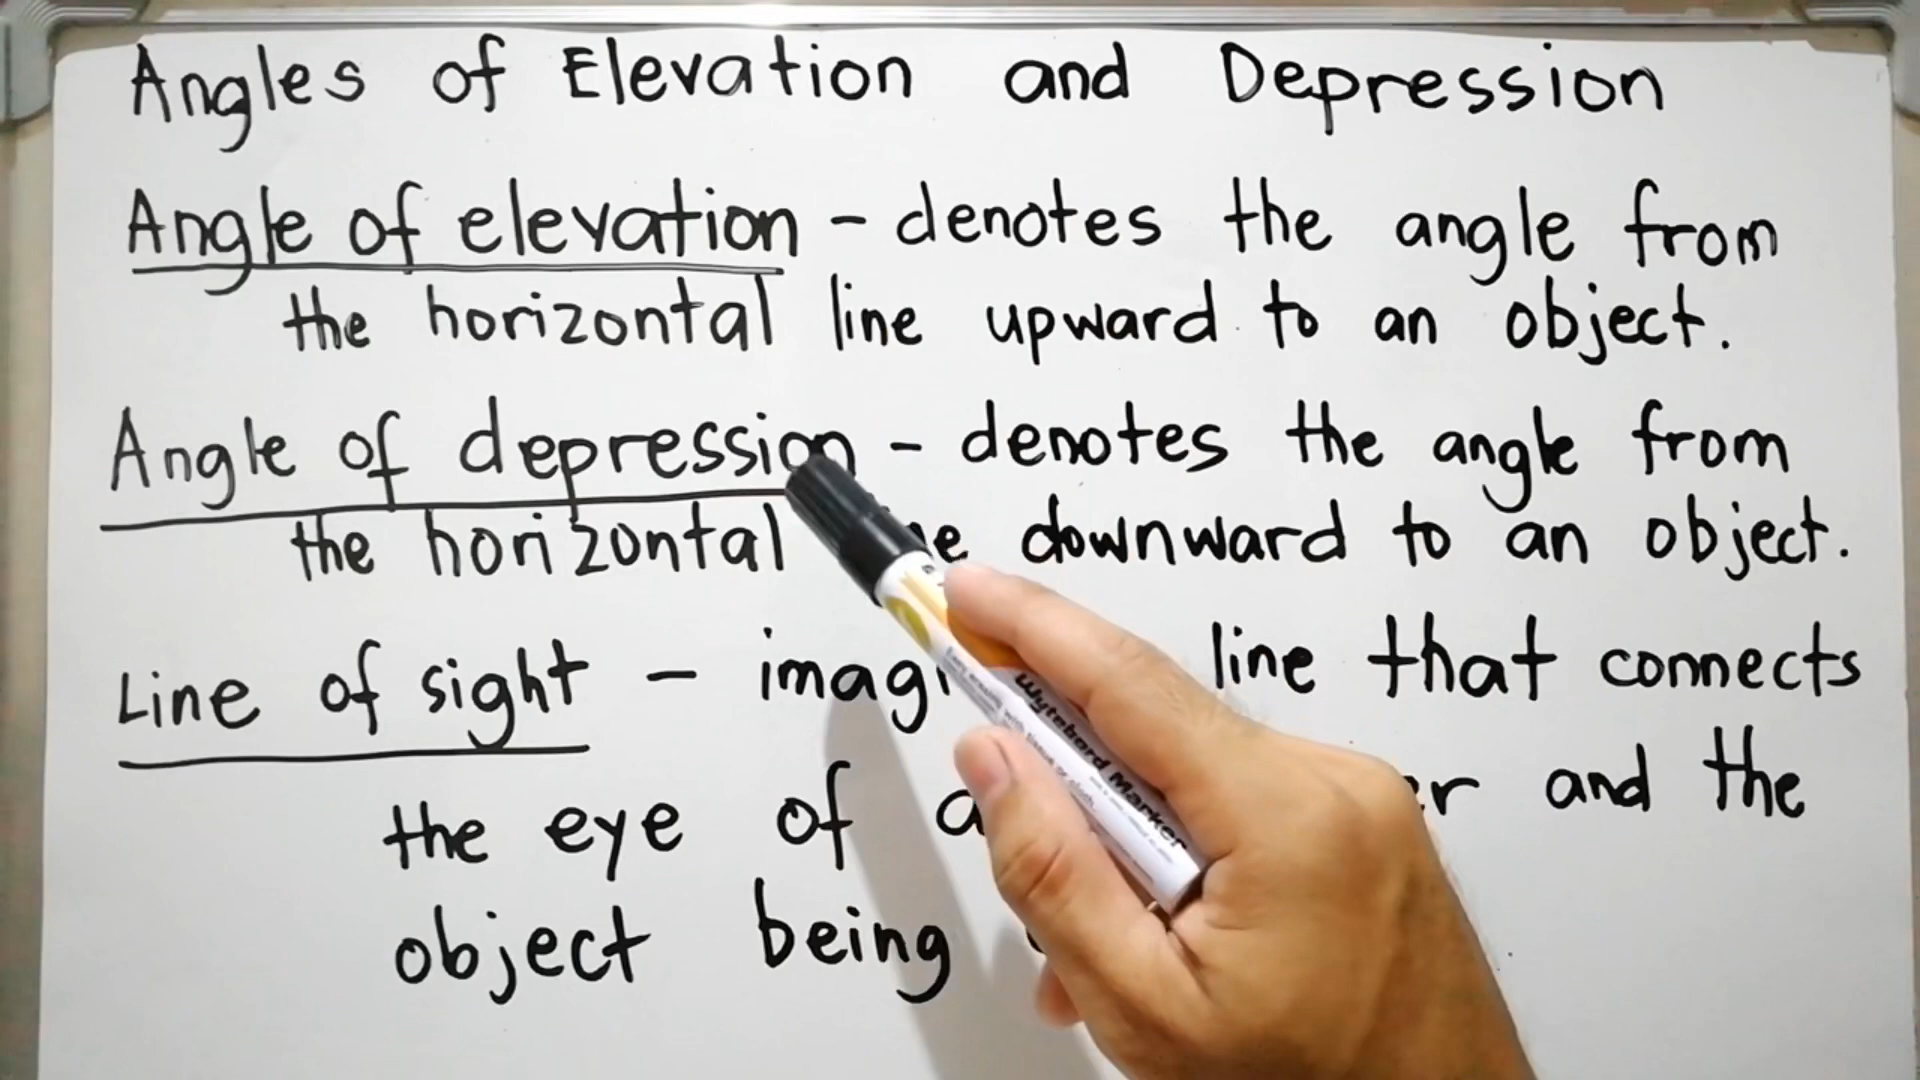 Angles of Elevation and Depression
Angle of elevation - denotes the angle from
the horizontal line upward to an object.
Angle of depression - denotes the angle from
the horizontal downward to an object.
Line of sight - line that connects
the eye of and the
object being
Wytebord Marker